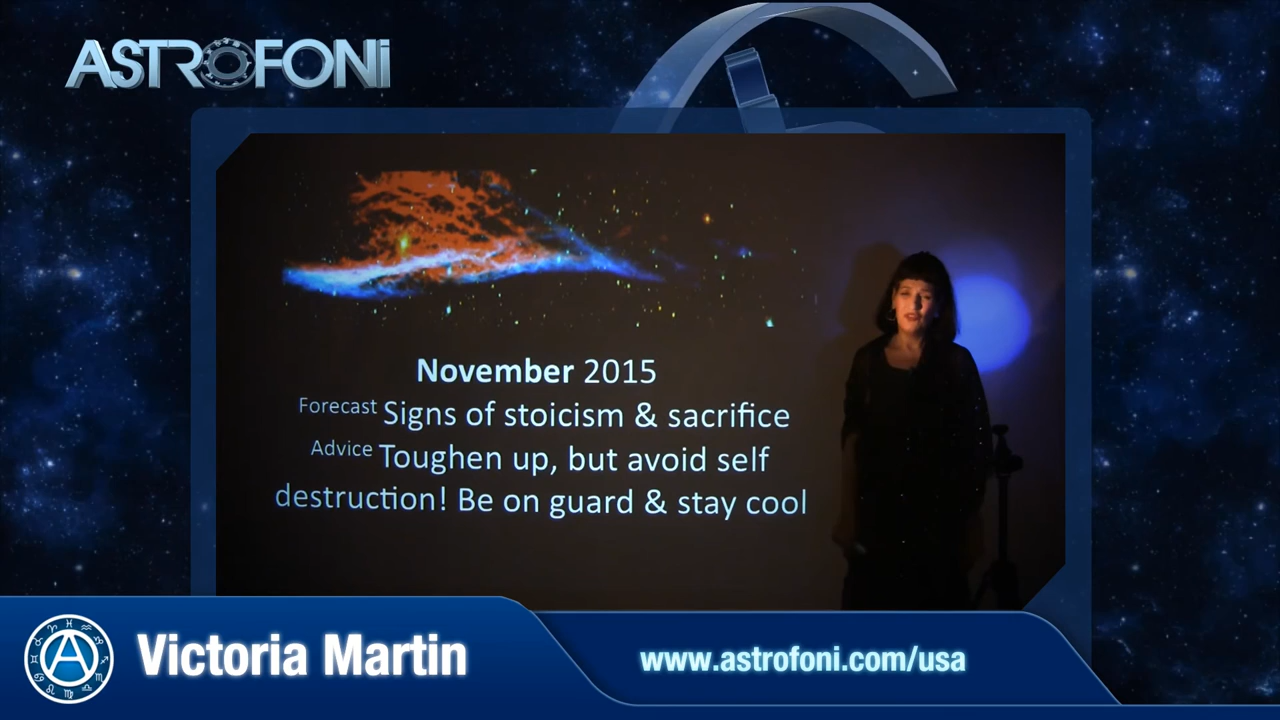 ASTROFONi
November 2015
Forecast Signs of stoicism & sacrifice
Advice Toughen up, but avoid self
destruction! Be on guard & stay cool
Victoria Martin
www.astrofoni.com/usa